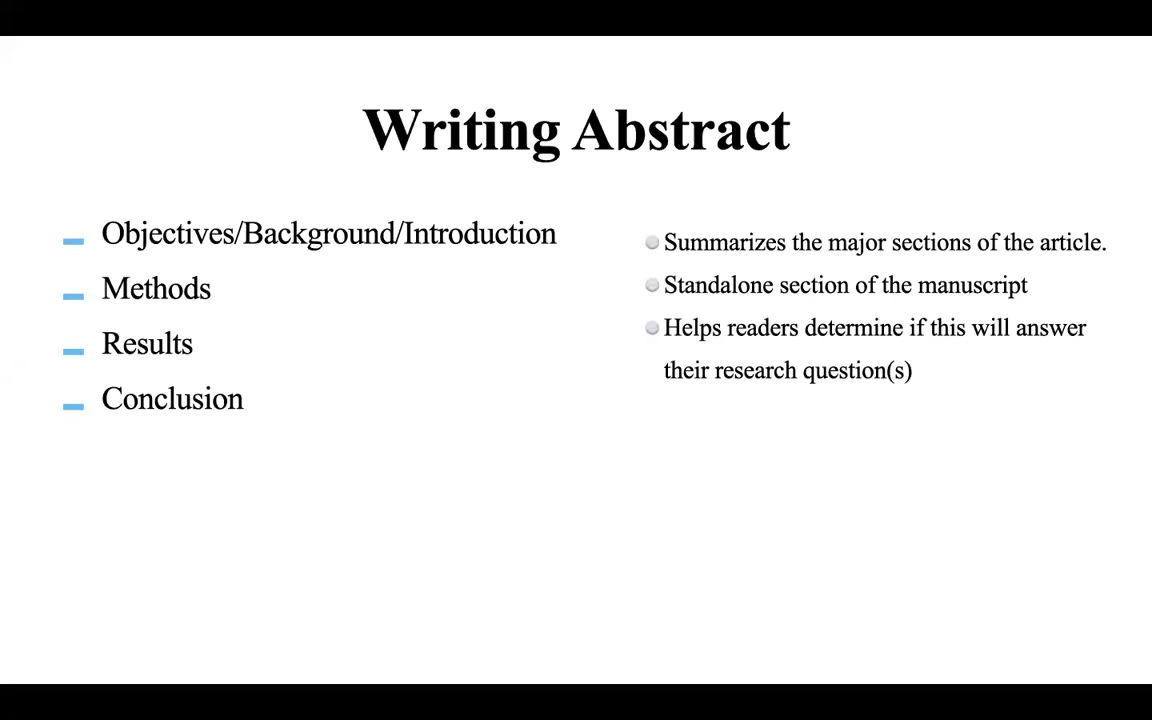 Writing Abstract
Objectives/Background/Introduction
Methods
Results
Conclusion
Summarizes the major sections of the article.
Standalone section of the manuscript
Helps readers determine if this will answer
their research question(s)